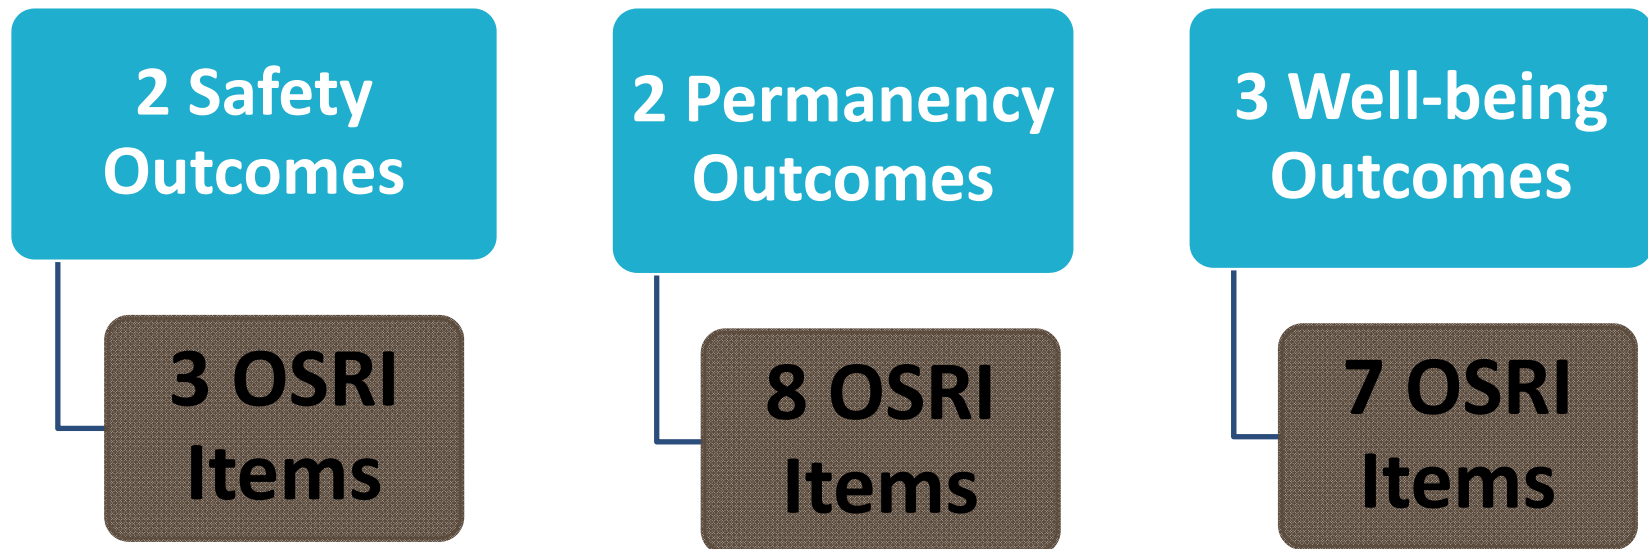 2 Safety
Outcomes
3 OSRI
Items
2 Permanency
Outcomes
8 OSRI
Items
3 Well-being
Outcomes
7 OSRI
Items